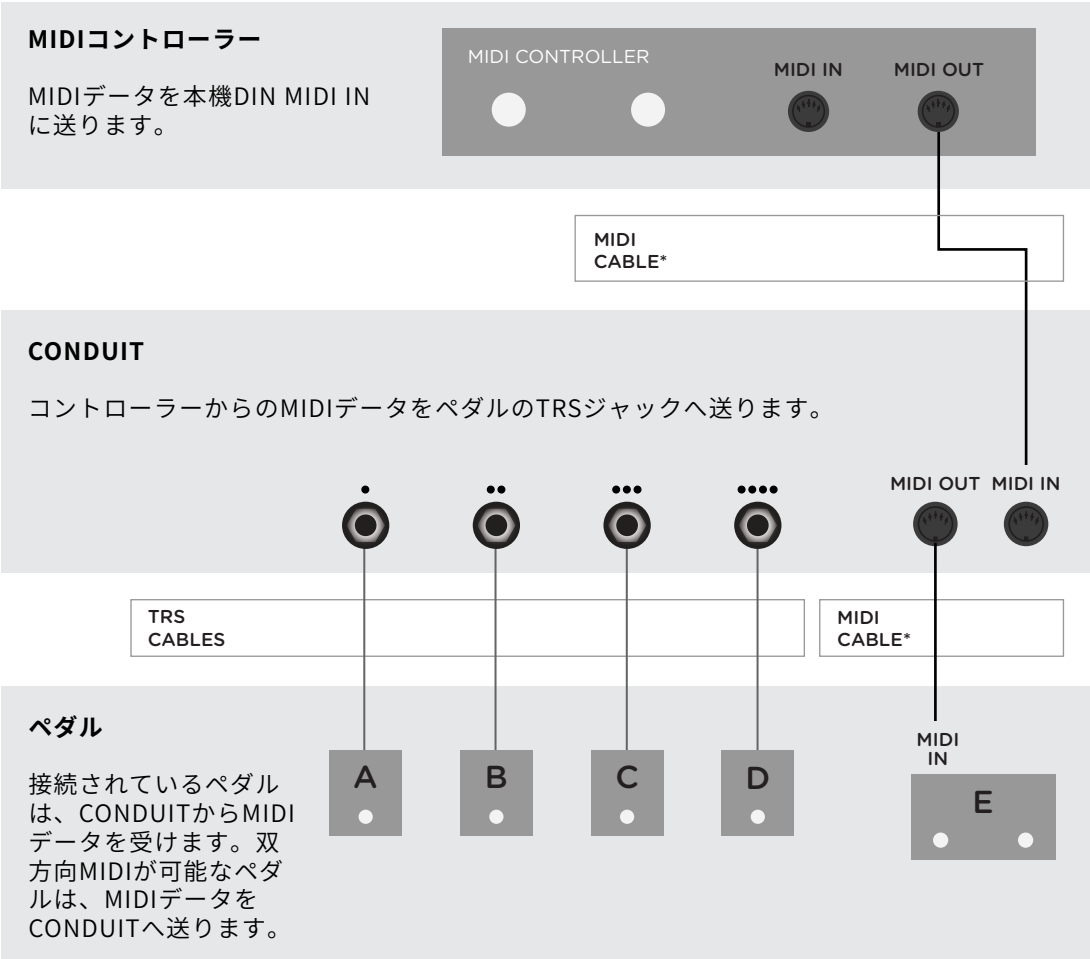 MIDIコントローラー
MIDIデータを本機DIN MIDI IN
に送ります。
MIDI CONTROLLER
MIDI IN
MIDI OUT
MIDI
CABLE*
CONDUIT
コントローラーからのMIDIデータをペダルのTRSジャックへ送ります。
MIDI OUT
MIDI IN
TRS
CABLES
MIDI
CABLE*
ペダル
接続されているペダル
は、CONDUITからMIDI
データを受けます。双
方向MIDIが可能なペダ
ルは、MIDIデータを
CONDUITへ送ります。
A
B
C
D
MIDI
IN
E